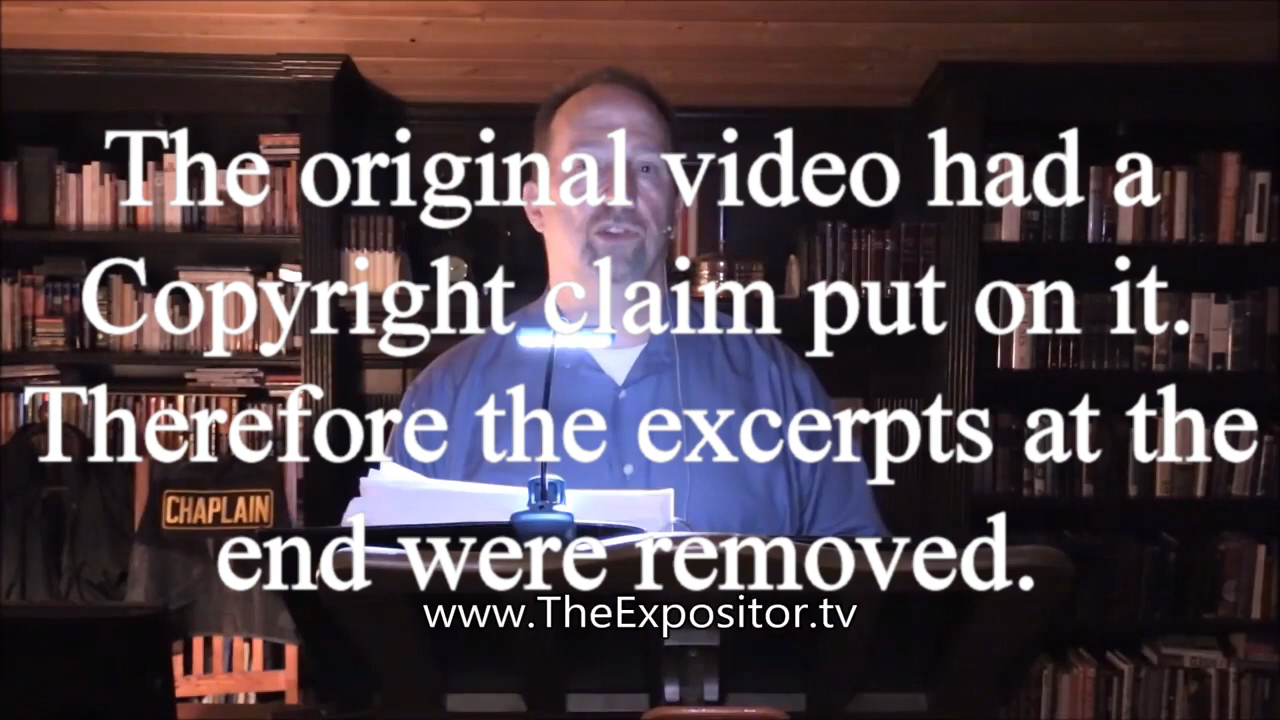 The original video had a
Copyright claim put on it.
Therefore the excerpts at the
end were removed.
www.TheExpositor.tv
CHAPLAIN